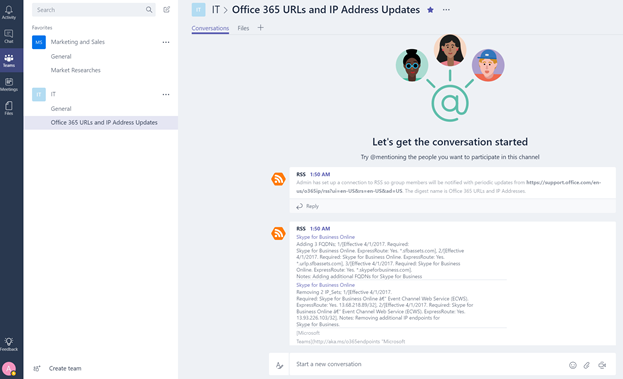 Activity
Chat
Teams
Meetings
Files
Feedback
A
Search
Favorites
MS Marketing and Sales ...
General
Market Researches
IT IT ...
General
Office 365 URLs and IP Address Updates
Create team
IT IT > Office 365 URLs and IP Address Updates ...
Conversations Files +
@
Let's get the conversation started
Try @mentioning the people you want to participate in this channel
RSS 1:50 AM
Admin has set up a connection to RSS so group members will be notified with periodic updates from https://support.office.com/en-
us/o365ip/rss?ui=en-US&rs=en-US&ad=US. The digest name is Office 365 URLs and IP Addresses.
Reply
RSS 1:50 AM
Skype for Business Online
Adding 3 FQDNs; 1/[Effective 4/1/2017. Required:
Skype for Business Online. ExpressRoute: Yes. *.sfbassets.com], 2/[Effective
4/1/2017. Required: Skype for Business Online. ExpressRoute: Yes.
*.urlp.sfbassets.com], 3/[Effective 4/1/2017. Required: Skype for Business
Online. ExpressRoute: Yes. *.skypeforbusiness.com].
Notes: Adding additional FQDNs for Skype for Business
Skype for Business Online
Removing 2 IP_Sets; 1/[Effective 4/1/2017.
Required: Skype for Business Online â€" Event Channel Web Service (ECWS).
ExpressRoute: Yes. 13.68.218.89/32], 2/[Effective 4/1/2017. Required: Skype for
Business Online â€" Event Channel Web Service (ECWS). ExpressRoute: Yes.
13.93.226.103/32]. Notes: Removing additional IP endpoints for
Skype for Business.
[Microsoft
Teams](http://aka.ms/o365endpoints "Microsoft
Start a new conversation